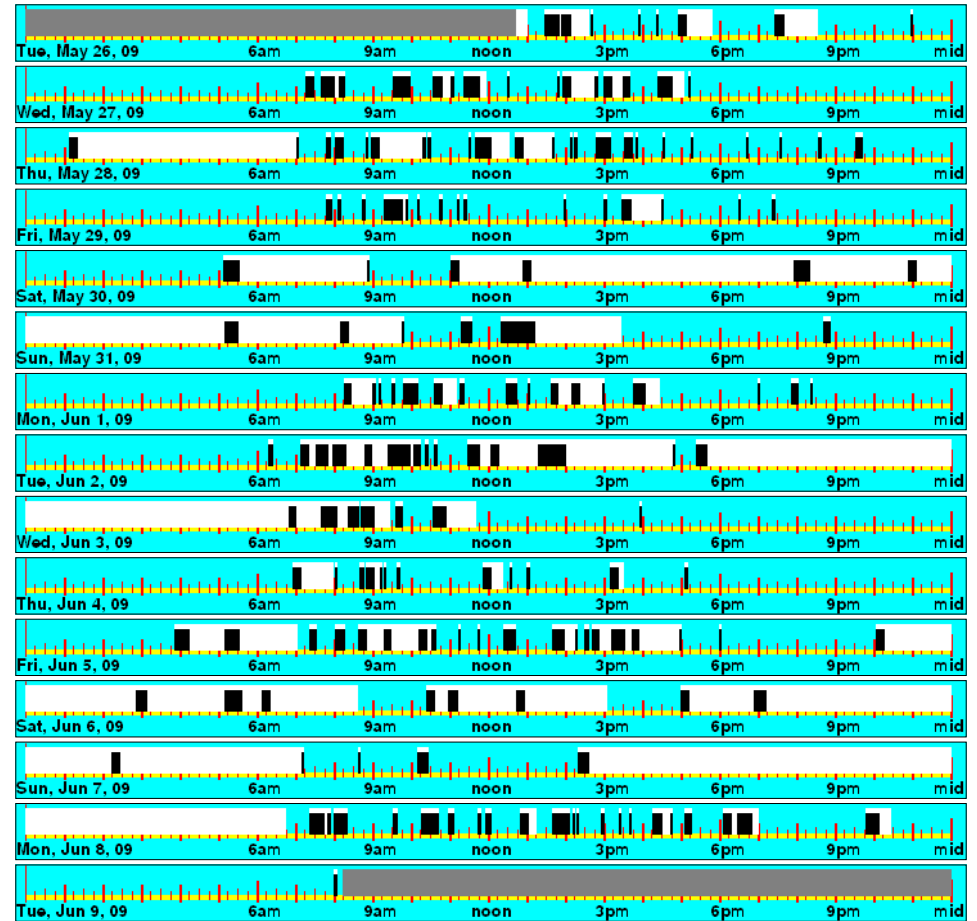 Tue, May 26, 09 6am 9am noon 3pm 6pm 9pm mid
Wed, May 27, 09 6am 9am noon 3pm 6pm 9pm mid
Thu, May 28, 09 6am 9am noon 3pm 6pm 9pm mid
Fri, May 29, 09 6am 9am noon 3pm 6pm 9pm mid
Sat, May 30, 09 6am 9am noon 3pm 6pm 9pm mid
Sun, May 31, 09 6am 9am noon 3pm 6pm 9pm mid
Mon, Jun 1, 09 6am 9am noon 3pm 6pm 9pm mid
Tue, Jun 2, 09 6am 9am noon 3pm 6pm 9pm mid
Wed, Jun 3, 09 6am 9am noon 3pm 6pm 9pm mid
Thu, Jun 4, 09 6am 9am noon 3pm 6pm 9pm mid
Fri, Jun 5, 09 6am 9am noon 3pm 6pm 9pm mid
Sat, Jun 6, 09 6am 9am noon 3pm 6pm 9pm mid
Sun, Jun 7, 09 6am 9am noon 3pm 6pm 9pm mid
Mon, Jun 8, 09 6am 9am noon 3pm 6pm 9pm mid
Tue, Jun 9, 09 6am 9am noon 3pm 6pm 9pm mid